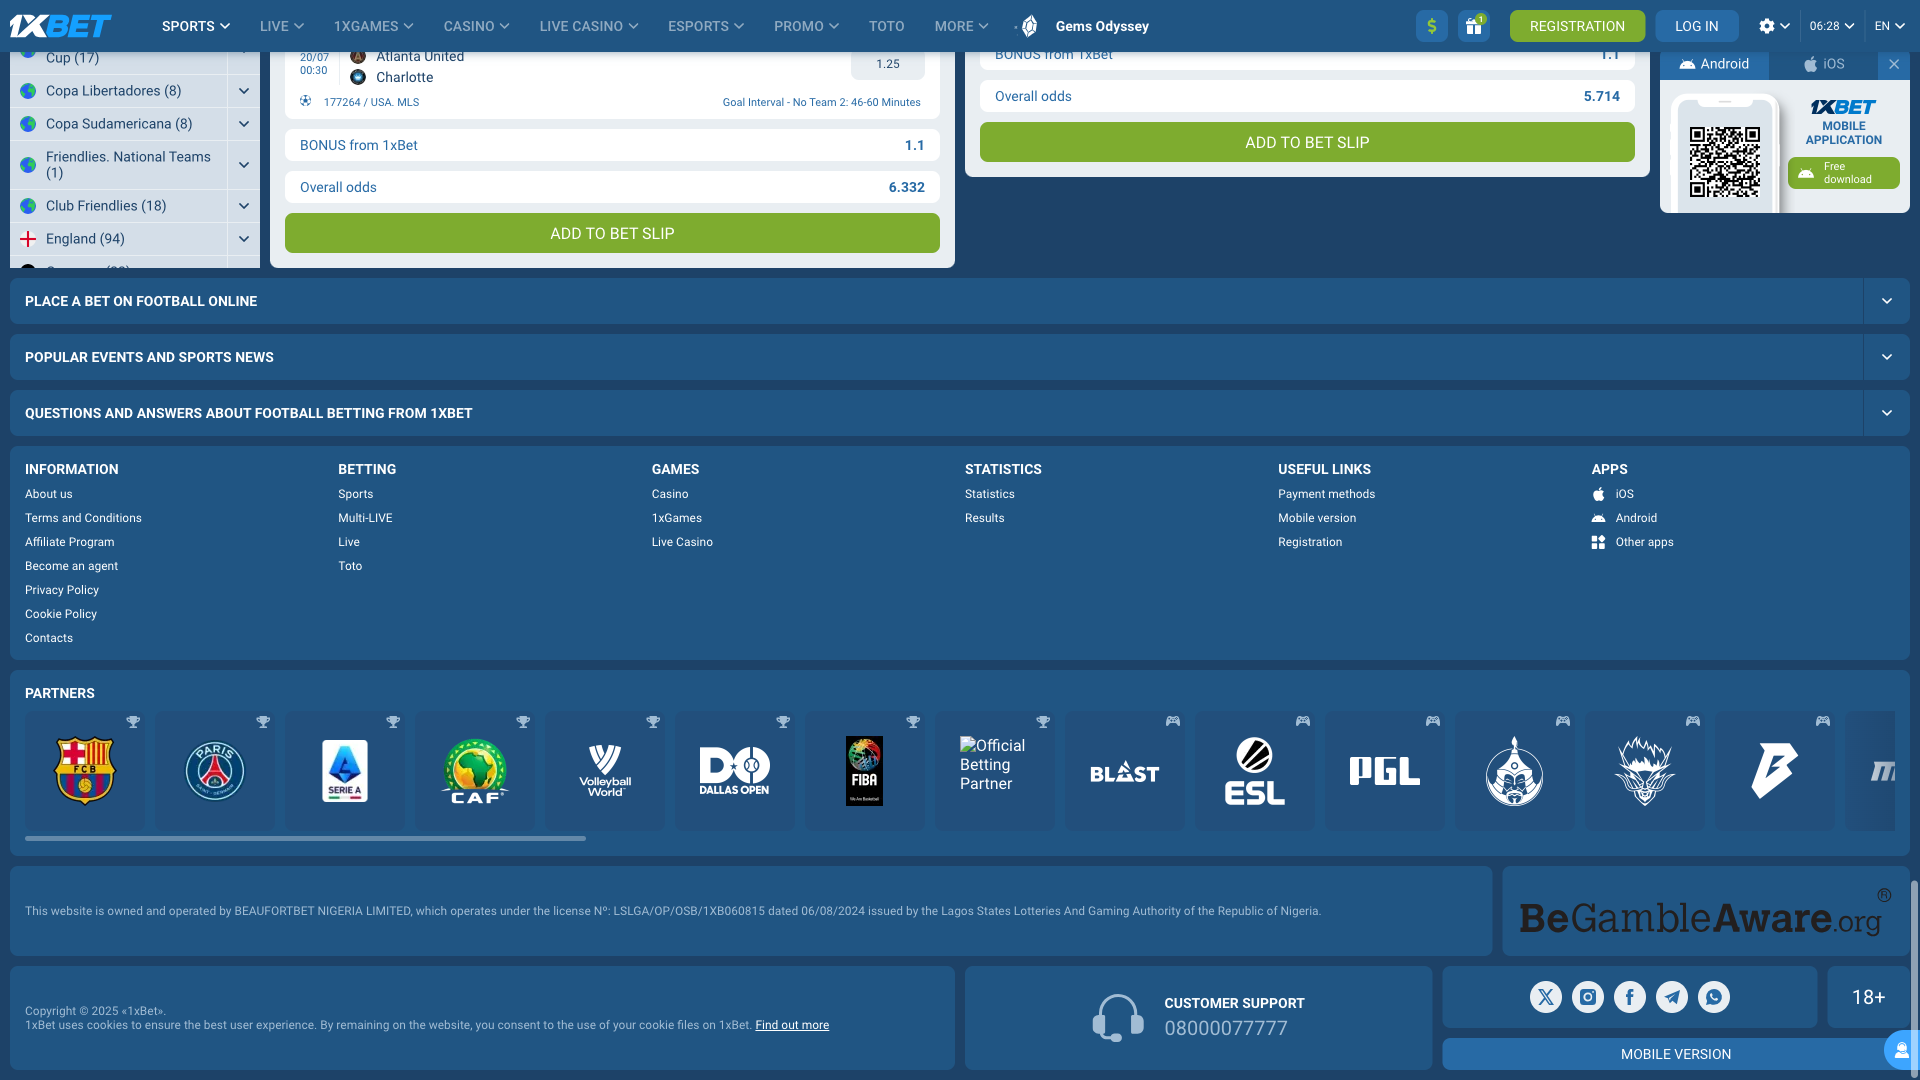 1XBET
SPORTS
LIVE
1XGAMES
CASINO
LIVE CASINO
ESPORTS
PROMO
TOTO
MORE
Gems Odyssey
$
1
REGISTRATION
LOG IN
06:28
EN
Cup (17)
Copa Libertadores (8)
Copa Sudamericana (8)
Friendlies. National Teams
(1)
Club Friendlies (18)
England (94)
20/07
00:30
Atlanta United
Charlotte
1.25
177264 / USA. MLS
Goal Interval - No Team 2: 46-60 Minutes
BONUS from 1xBet
1.1
Overall odds
6.332
ADD TO BET SLIP
BONUS from 1xBet
1.1
Overall odds
5.714
ADD TO BET SLIP
Android
iOS
1XBET
MOBILE
APPLICATION
Free
download
PLACE A BET ON FOOTBALL ONLINE
POPULAR EVENTS AND SPORTS NEWS
QUESTIONS AND ANSWERS ABOUT FOOTBALL BETTING FROM 1XBET
INFORMATION
About us
Terms and Conditions
Affiliate Program
Become an agent
Privacy Policy
Cookie Policy
Contacts
BETTING
Sports
Multi-LIVE
Live
Toto
GAMES
Casino
1xGames
Live Casino
STATISTICS
Statistics
Results
USEFUL LINKS
Payment methods
Mobile version
Registration
APPS
iOS
Android
Other apps
PARTNERS
FCB
PARIS
SERIE A
CAF
Volleyball
World
DO
DALLAS OPEN
FIBA
We Are Basketball
Official
Betting
Partner
BLAST
ESL
PGL
This website is owned and operated by BEAUFORTBET NIGERIA LIMITED, which operates under the license Nº: LSLGA/OP/OSB/1XB060815 dated 06/08/2024 issued by the Lagos States Lotteries And Gaming Authority of the Republic of Nigeria.
BeGambleAware.org®
Copyright © 2025 «1xBet».
1xBet uses cookies to ensure the best user experience. By remaining on the website, you consent to the use of your cookie files on 1xBet. Find out more
CUSTOMER SUPPORT
08000077777
18+
MOBILE VERSION